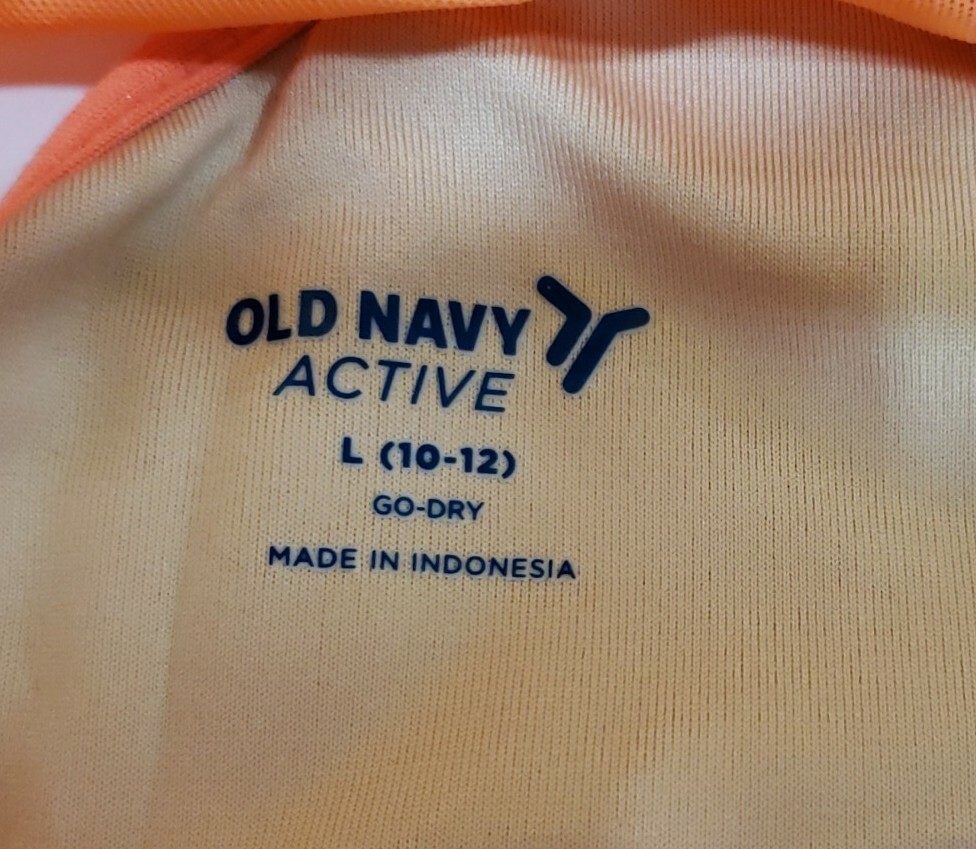 OLD NAVY
ACTIVE
L (10-12)
GO-DRY
MADE IN INDONESIA